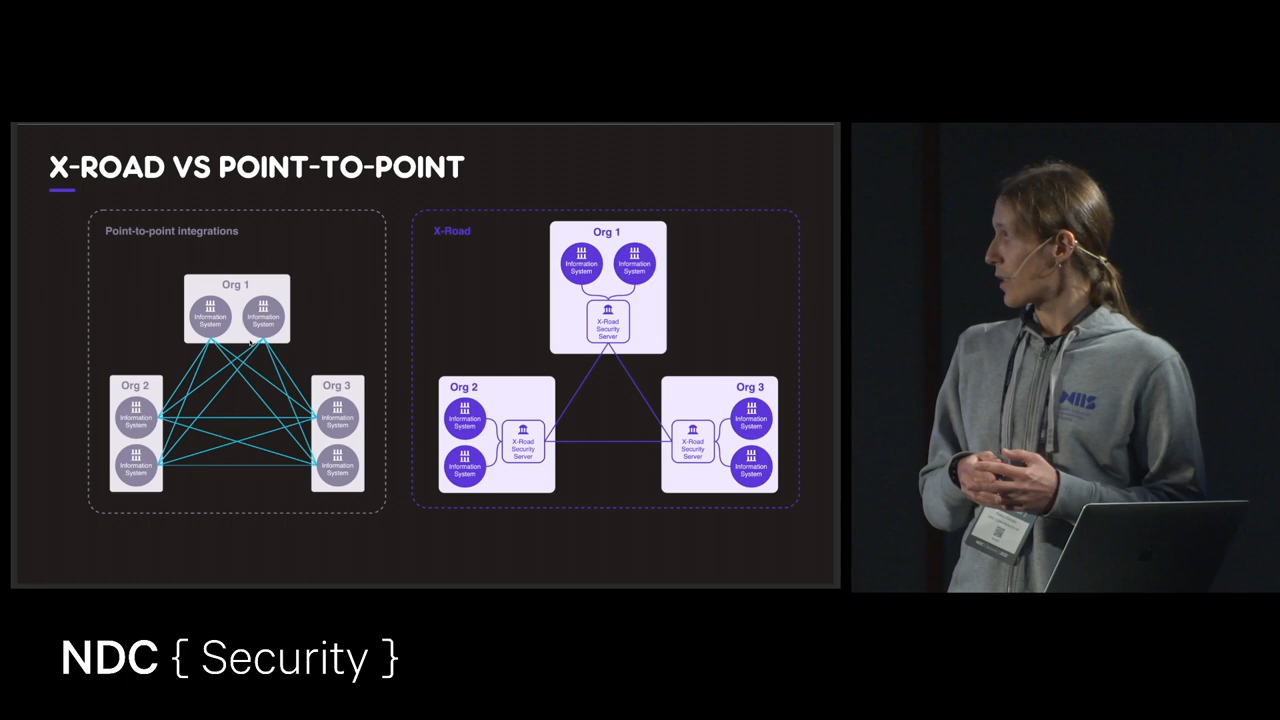 X-ROAD VS POINT-TO-POINT
Point-to-point integrations
Org 1
Information
System
Information
System
Org 2
Information
System
Information
System
Org 3
Information
System
Information
System
X-Road
Org 1
Information
System
Information
System
X-Road
Security
Server
Org 2
Information
System
Information
System
X-Road
Security
Server
Org 3
X-Road
Security
Server
Information
System
Information
System
NIIS
NDC { Security }